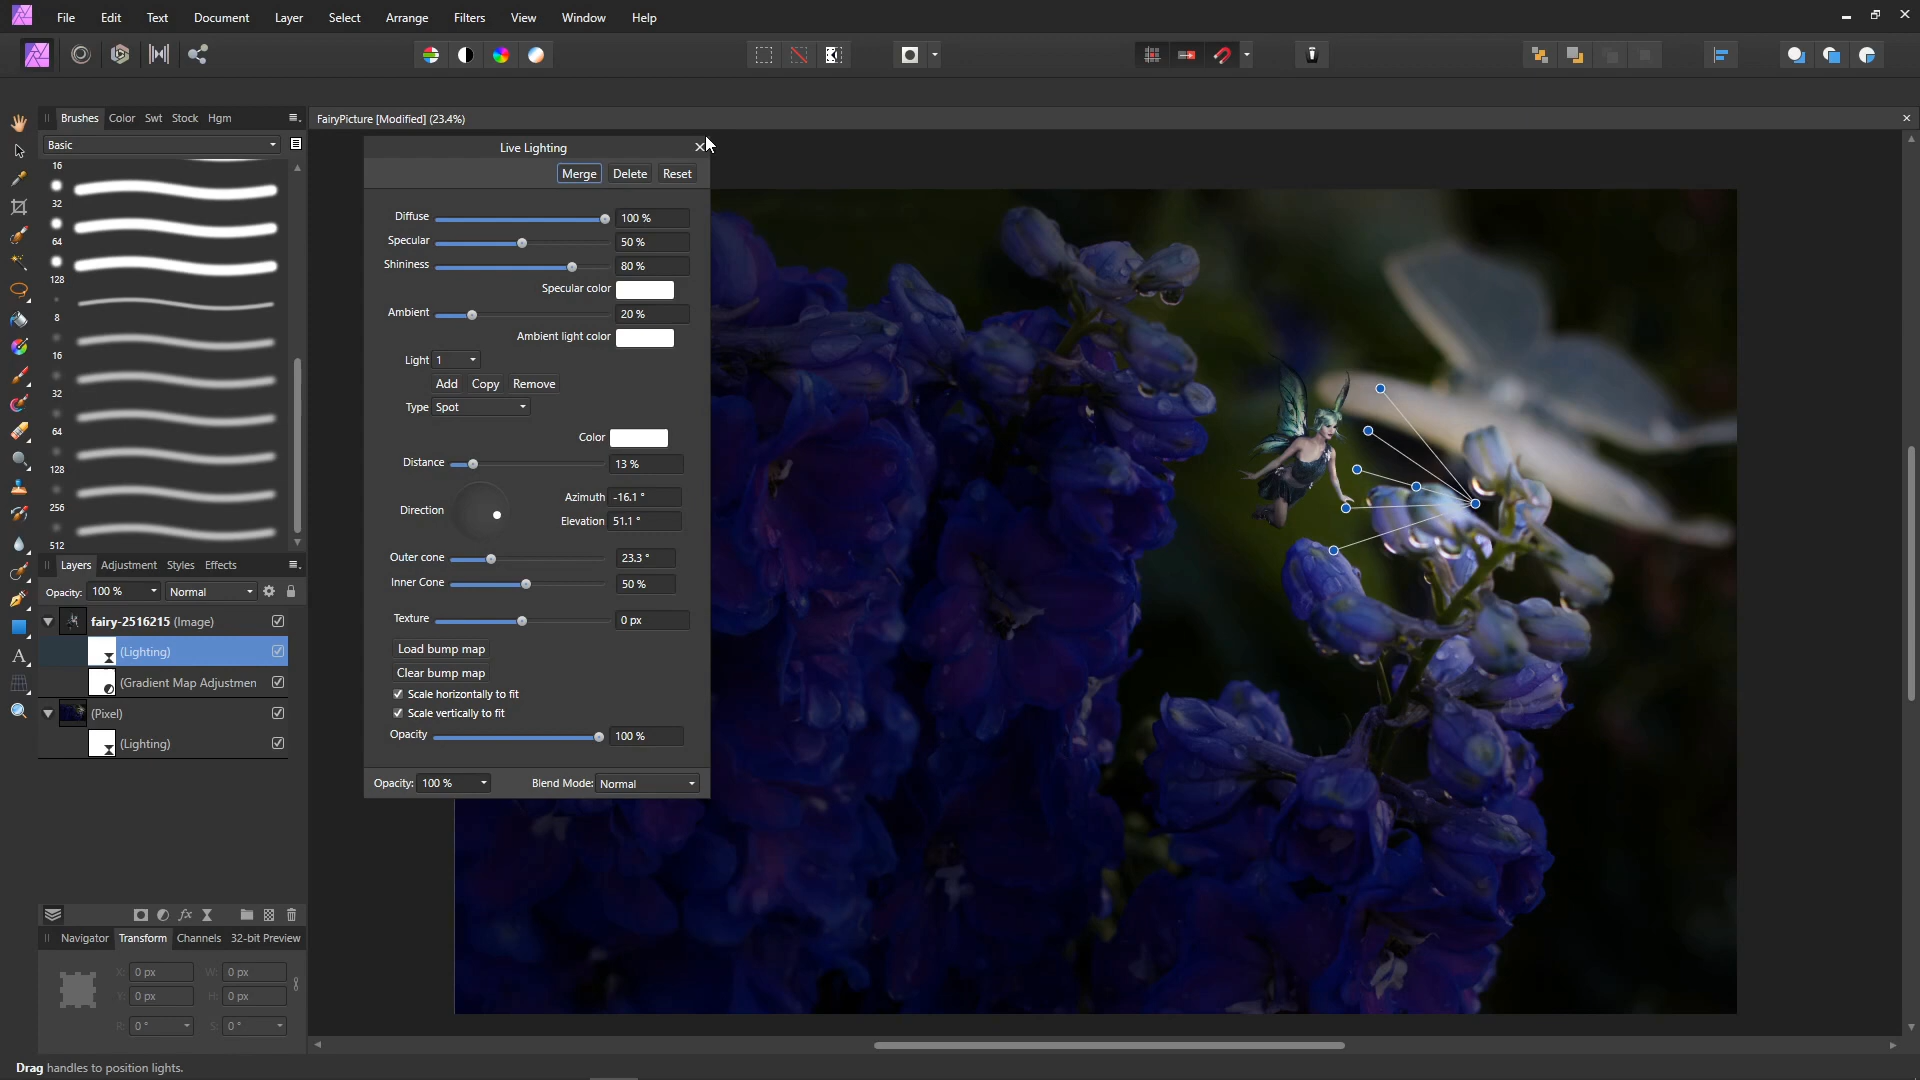 File Edit Text Document Layer Select Arrange Filters View Window Help
Brushes Color Swt Stock Hgm
FairyPicture [Modified] (23.4%)
Basic
16
32
64
128
8
16
32
64
128
256
512
Live Lighting
Merge Delete Reset
Diffuse 100 %
Specular 50 %
Shininess 80 %
Specular color
Ambient 20 %
Ambient light color
Light 1
Add Copy Remove
Type Spot
Color
Distance 13 %
Direction Azimuth -16.1 °
Elevation 51.1 °
Outer cone 23.3 °
Inner Cone 50 %
Texture 0 px
Load bump map
Clear bump map
Scale horizontally to fit
Scale vertically to fit
Opacity 100 %
Opacity: 100 % Blend Mode: Normal
Layers Adjustment Styles Effects
Opacity: 100 % Normal
fairy-2516215 (Image)
(Lighting)
(Gradient Map Adjustmen
(Pixel)
(Lighting)
Navigator Transform Channels 32-bit Preview
X: 0 px W: 0 px
Y: 0 px H: 0 px
R: 0 ° S: 0 °
Drag handles to position lights.